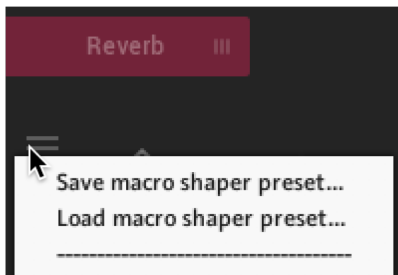 Reverb
Save macro shaper preset...
Load macro shaper preset...
-------------------------------------